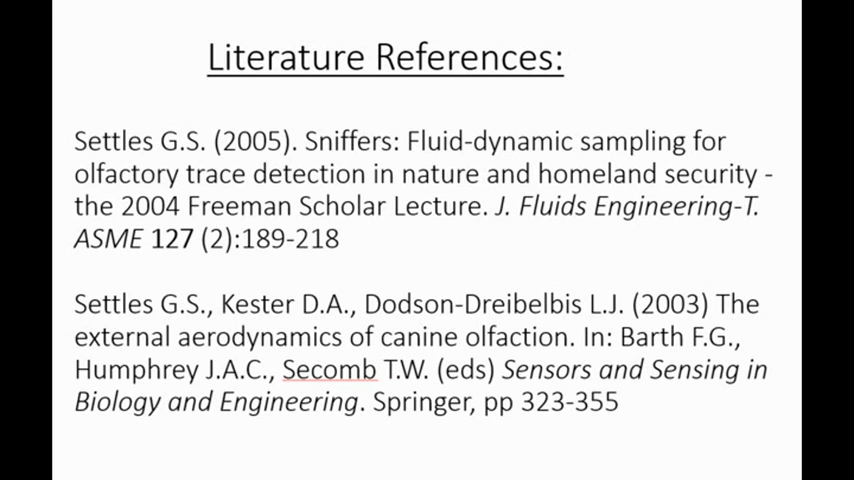 Literature References:
Settles G.S. (2005). Sniffers: Fluid-dynamic sampling for
olfactory trace detection in nature and homeland security -
the 2004 Freeman Scholar Lecture. J. Fluids Engineering-T.
ASME 127 (2):189-218
Settles G.S., Kester D.A., Dodson-Dreibelbis L.J. (2003) The
external aerodynamics of canine olfaction. In: Barth F.G.,
Humphrey J.A.C., Secomb T.W. (eds) Sensors and Sensing in
Biology and Engineering. Springer, pp 323-355